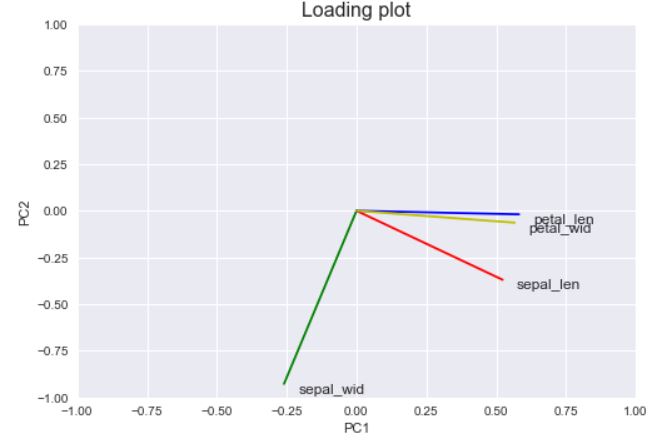 Loading plot
1.00
0.75
0.50
0.25
0.00
−0.25
−0.50
−0.75
−1.00
PC2
petal_len
petal_wid
sepal_len
sepal_wid
−1.00 −0.75 −0.50 −0.25 0.00 0.25 0.50 0.75 1.00
PC1